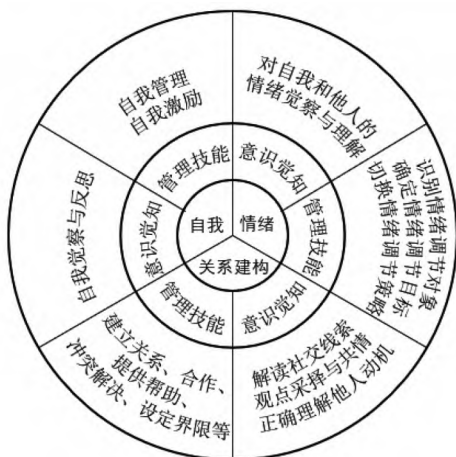 自我管理
自我激励
对自我和他人的
情绪觉察与理解
管理技能
意识觉知
自我觉察与反思
意识觉知
自我
情绪
管理技能
识别情绪调节对象
确定情绪调节目标
切换情绪调节策略
关系建构
管理技能
意识觉知
建立关系、合作、
提供帮助、
冲突解决、设定界限等
解读社交线索
观点采择与共情
正确理解他人动机